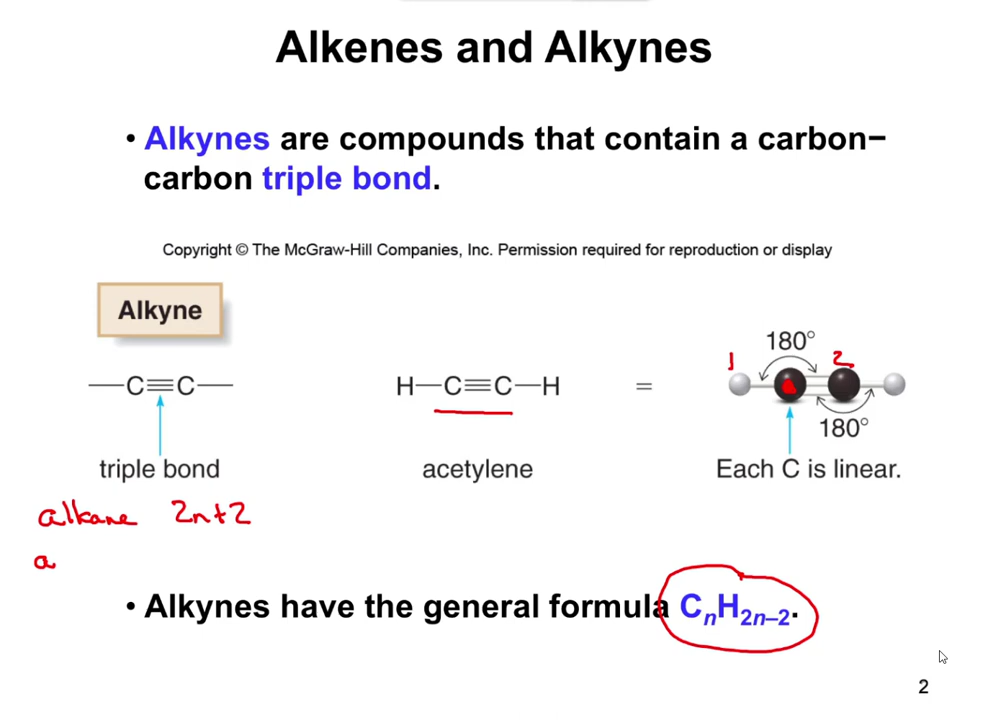 Alkenes and Alkynes
• Alkynes are compounds that contain a carbon−
carbon triple bond.
Copyright © The McGraw-Hill Companies, Inc. Permission required for reproduction or display
Alkyne
—C≡C—
triple bond
H—C≡C—H
acetylene
=
1
180°
2
180°
Each C is linear.
alkane 2n+2
a
• Alkynes have the general formula CnH2n–2.
2